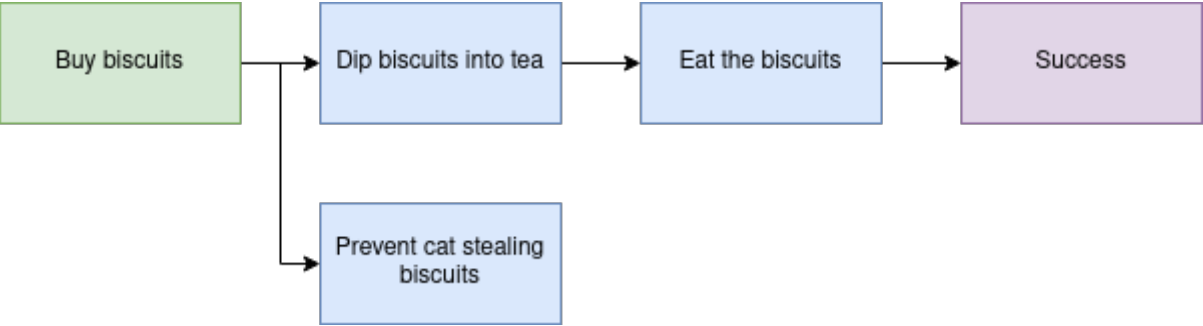 Buy biscuits
Dip biscuits into tea
Eat the biscuits
Success
Prevent cat stealing
biscuits